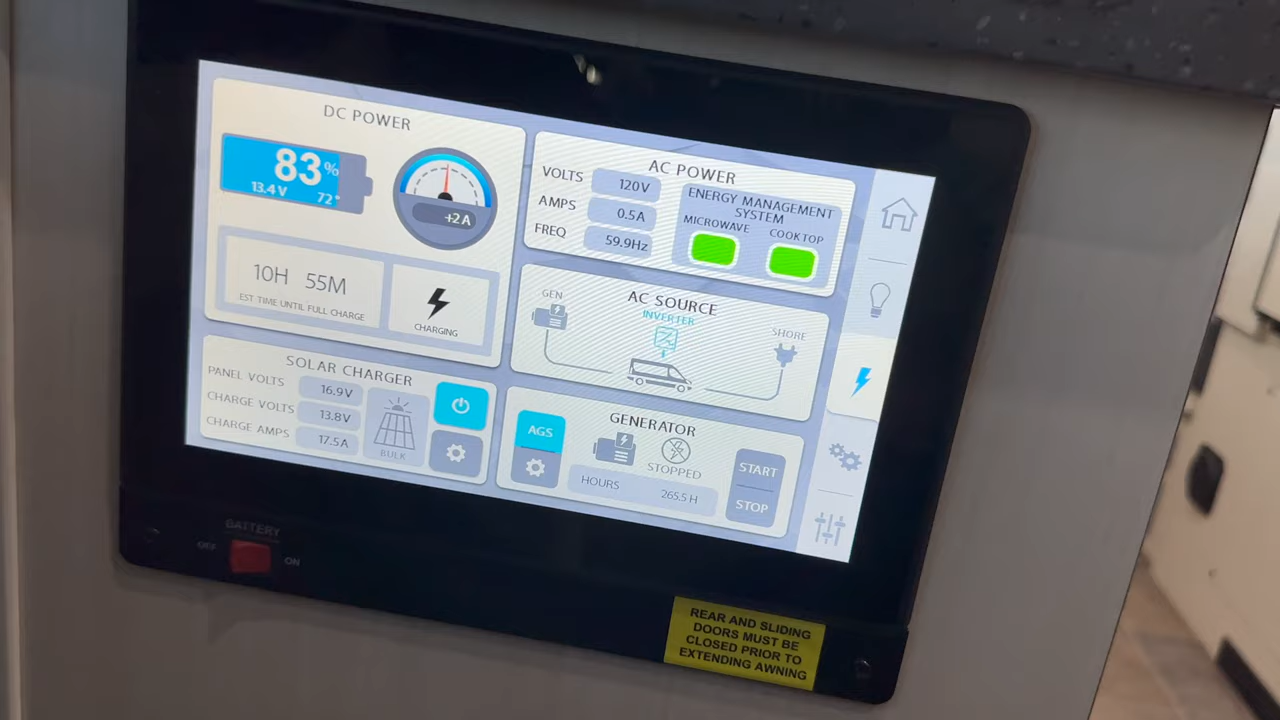 DC POWER
83%
13.4V
72°
+2 A
10H 55M
EST TIME UNTIL FULL CHARGE
CHARGING
AC POWER
VOLTS 120V
AMPS 0.5A
FREQ 59.9Hz
ENERGY MANAGEMENT
SYSTEM
MICROWAVE
COOKTOP
AC SOURCE
GEN
INVERTER
SHORE
SOLAR CHARGER
PANEL VOLTS 16.9V
CHARGE VOLTS 13.8V
CHARGE AMPS 17.5A
BULK
GENERATOR
AGS
STOPPED
HOURS 265.5 H
START
STOP
BATTERY
OFF
ON
REAR AND SLIDING
DOORS MUST BE
CLOSED PRIOR TO
EXTENDING AWNING